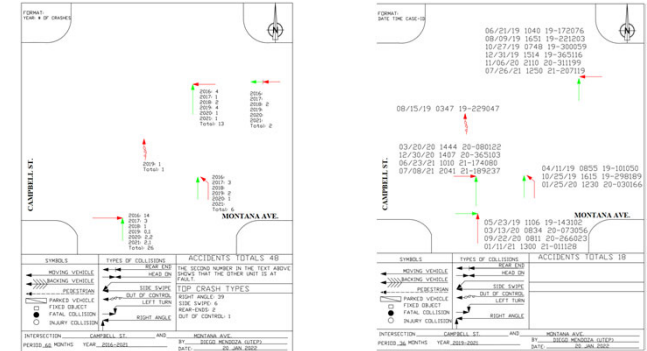 FORMAT:
YEAR # OF CRASHES
2016: 4
2017: 1
2018: 2
2019: 4
2020: 1
2021: 1
Total: 13
2016:
2017:
2018: 2
2019:
2020:
2021:
Total: 2
2019: 1
Total: 1
2016:
2017: 3
2018:
2019: 2
2020: 1
2021:
Total: 6
CAMPBELL ST.
MONTANA AVE.
2016: 14
2017: 3
2018: 1
2019: 0,1
2020: 0,2
2021: 2,1
Total: 26
SYMBOLS
MOVING VEHICLE
BACKING VEHICLE
PEDESTRIAN
PARKED VEHICLE
FIXED OBJECT
FATAL COLLISION
INJURY COLLISION
TYPES OF COLLISIONS
REAR END
HEAD ON
SIDE SWIPE
OUT OF CONTROL
LEFT TURN
RIGHT ANGLE
ACCIDENTS TOTALS 48
THE SECOND NUMBER IN THE TEXT ABOVE
SHOWS THAT THE OTHER UNIT IS AT
FAULT.
TOP CRASH TYPES
RIGHT ANGLE: 39
SIDE SWIPE: 6
REAR-ENDS: 2
OUT OF CONTROL: 1
INTERSECTION CAMPBELL ST. AND MONTANA AVE.
PERIOD 60 MONTHS YEAR 2016-2021 BY DIEGO MENDOZA (UTEP)
DATE: 25 JAN 2022
FORMAT:
DATE TIME CASE-ID
06/21/19 1040 19-172076
08/09/19 1651 19-221203
10/27/19 0748 19-300059
12/31/19 1514 19-365116
11/06/20 2110 20-311199
07/26/21 1250 21-207119
08/15/19 0347 19-229047
03/20/20 1444 20-080122
12/30/20 1407 20-365103
06/23/21 1010 21-174080
07/08/21 2041 21-189237
04/11/19 0855 19-101050
10/25/19 1615 19-298189
01/25/20 1230 20-030166
CAMPBELL ST.
MONTANA AVE.
05/23/19 1106 19-143102
03/13/20 0834 20-073056
09/22/20 0811 20-266023
01/11/21 1300 21-011128
SYMBOLS
MOVING VEHICLE
BACKING VEHICLE
PEDESTRIAN
PARKED VEHICLE
FIXED OBJECT
FATAL COLLISION
INJURY COLLISION
TYPES OF COLLISIONS
REAR END
HEAD ON
SIDE SWIPE
OUT OF CONTROL
LEFT TURN
RIGHT ANGLE
ACCIDENTS TOTALS 18
INTERSECTION CAMPBELL ST. AND MONTANA AVE.
PERIOD 36 MONTHS YEAR 2019-2021 BY DIEGO MENDOZA (UTEP)
DATE: 25 JAN 2022